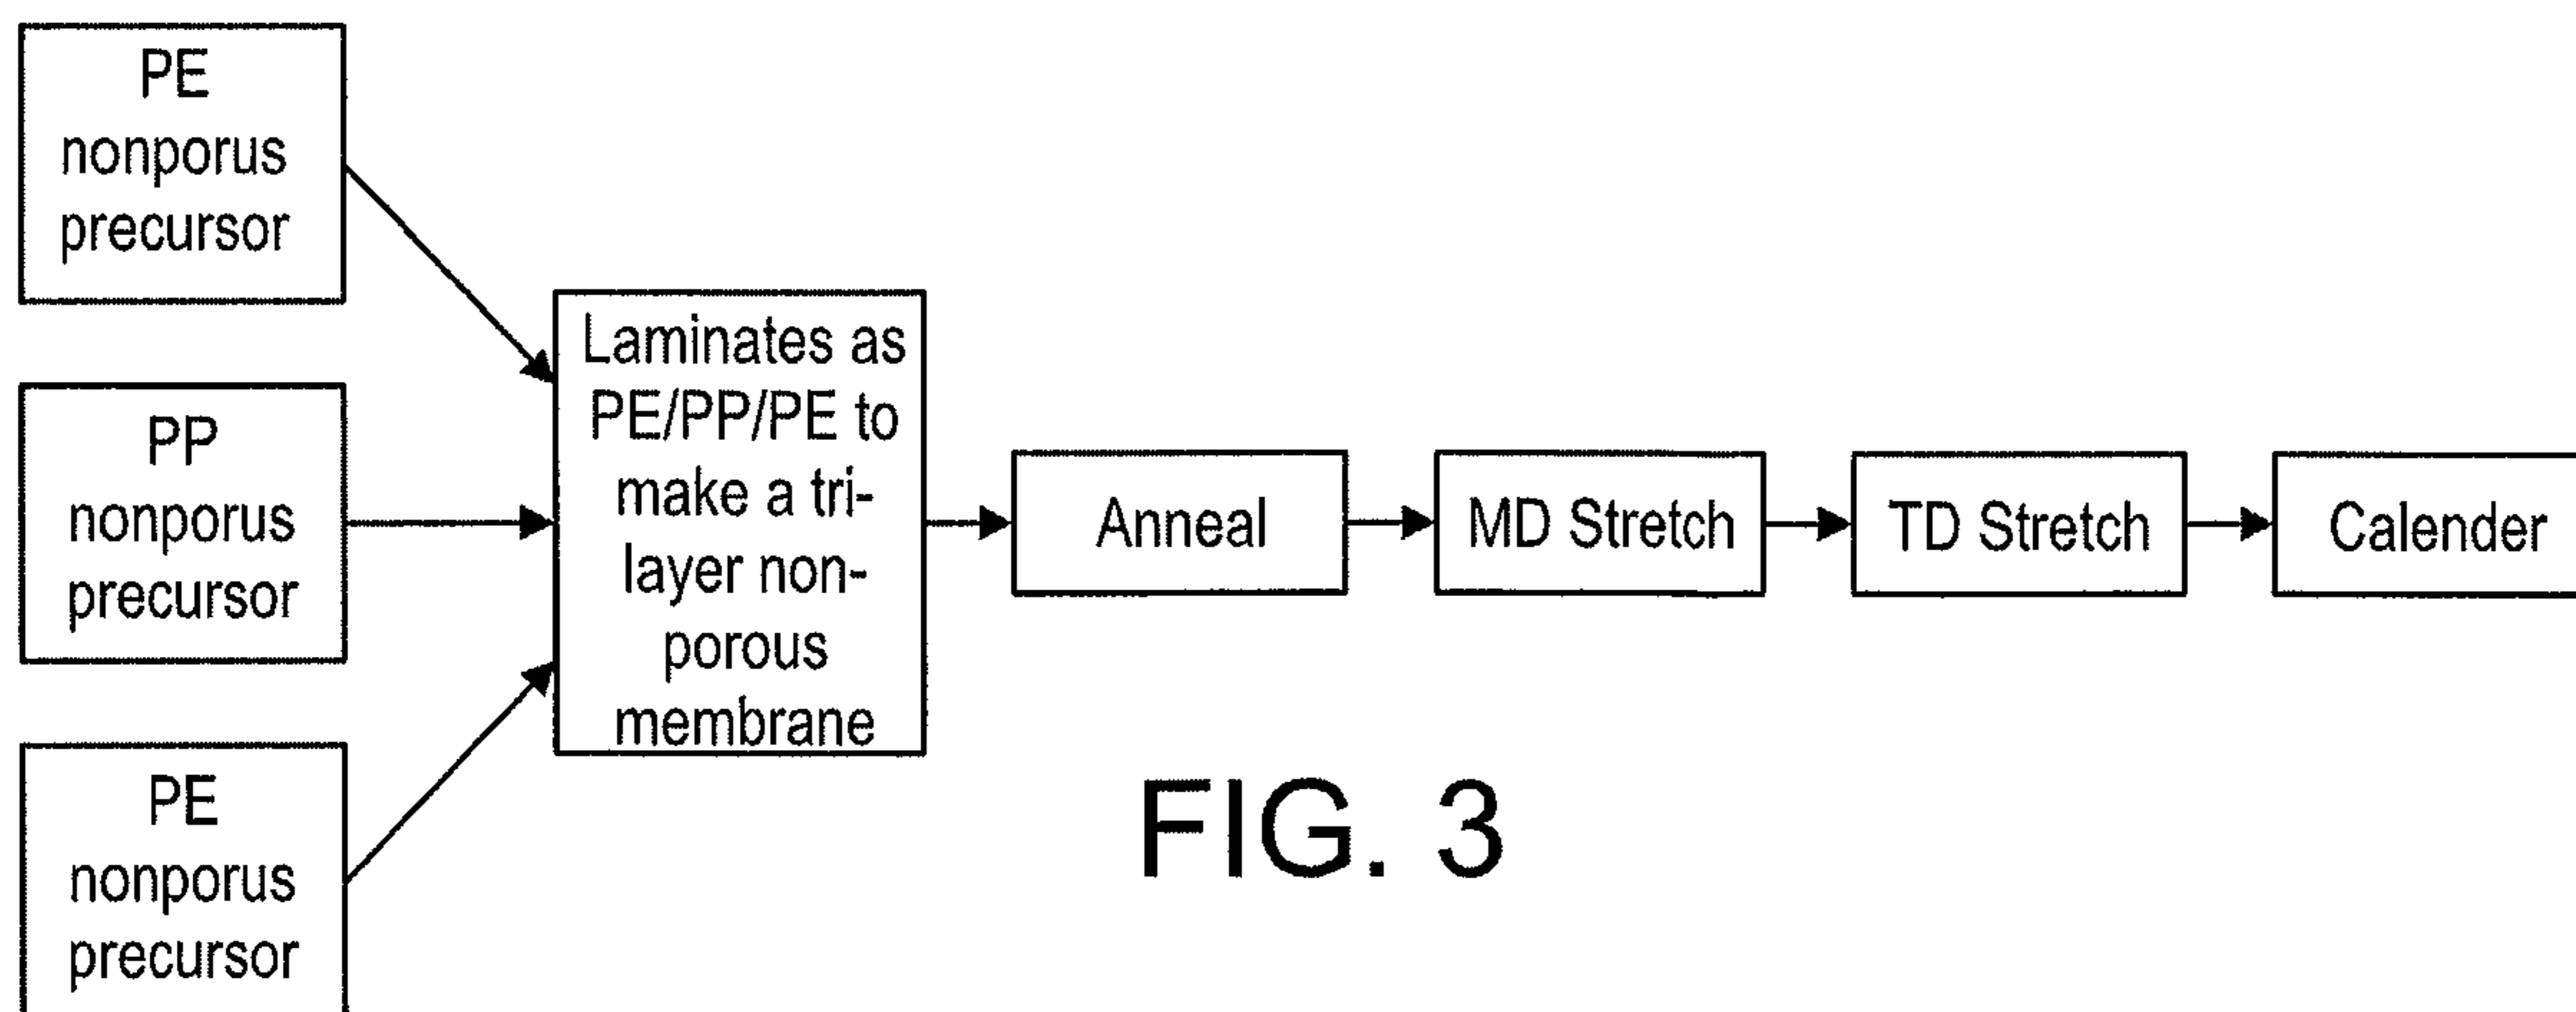 PE
nonporus
precursor
PP
nonporus
precursor
PE
nonporus
precursor
Laminates as
PE/PP/PE to
make a tri-
layer non-
porous
membrane
Anneal
MD Stretch
TD Stretch
Calender
FIG. 3